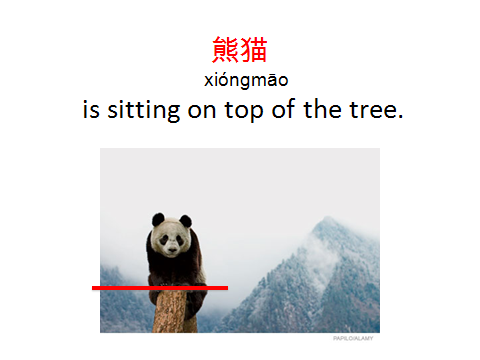 熊猫
xióngmāo
is sitting on top of the tree.
PAPILO/ALAMY